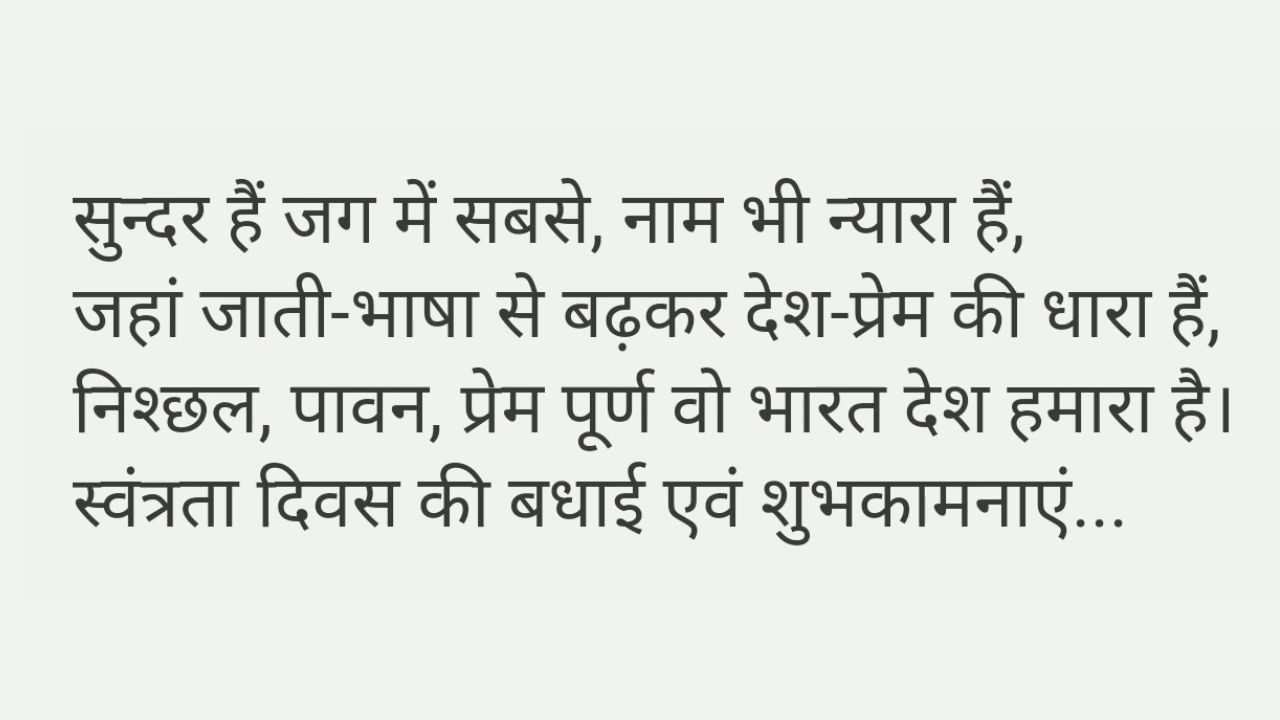 सुन्दर हैं जग में सबसे, नाम भी न्यारा हैं,
जहां जाती-भाषा से बढ़कर देश-प्रेम की धारा हैं,
निश्छल, पावन, प्रेम पूर्ण वो भारत देश हमारा है।
स्वंत्रता दिवस की बधाई एवं शुभकामनाएं...